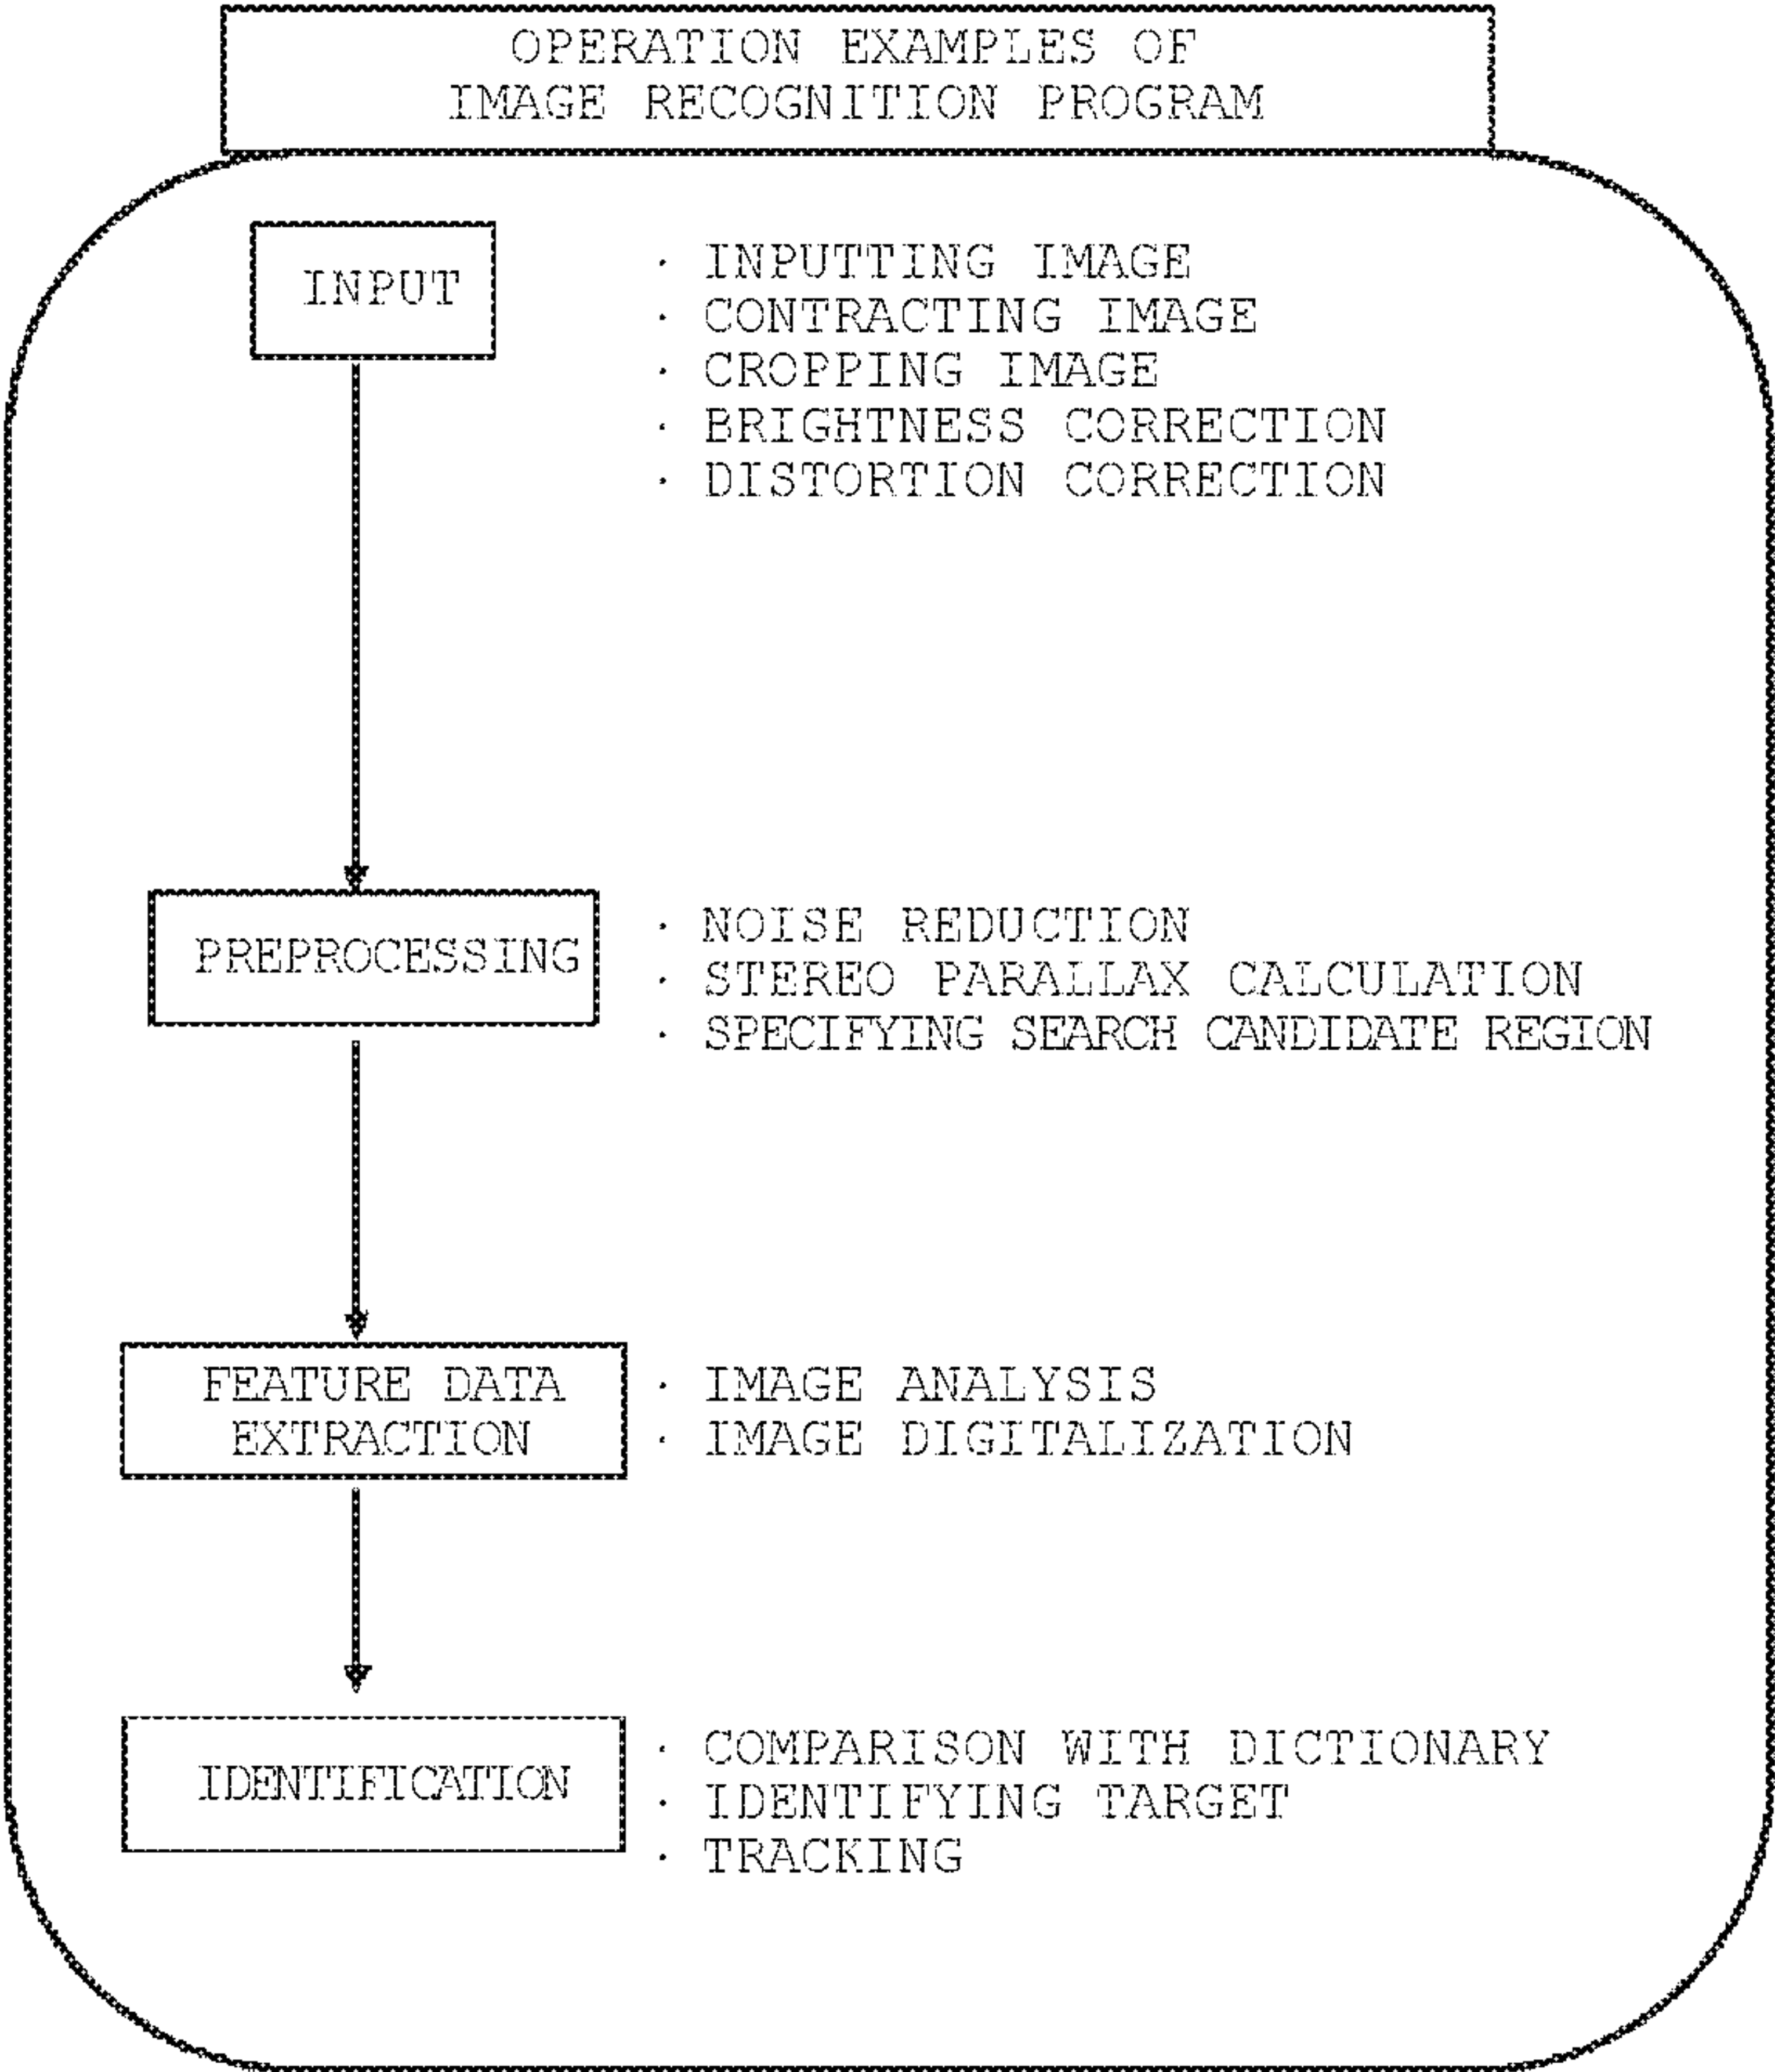 OPERATION EXAMPLES OF
IMAGE RECOGNITION PROGRAM
INPUT
· INPUTTING IMAGE
· CONTRACTING IMAGE
· CROPPING IMAGE
· BRIGHTNESS CORRECTION
· DISTORTION CORRECTION
PREPROCESSING
· NOISE REDUCTION
· STEREO PARALLAX CALCULATION
· SPECIFYING SEARCH CANDIDATE REGION
FEATURE DATA
EXTRACTION
· IMAGE ANALYSIS
· IMAGE DIGITALIZATION
IDENTIFICATION
· COMPARISON WITH DICTIONARY
· IDENTIFYING TARGET
· TRACKING